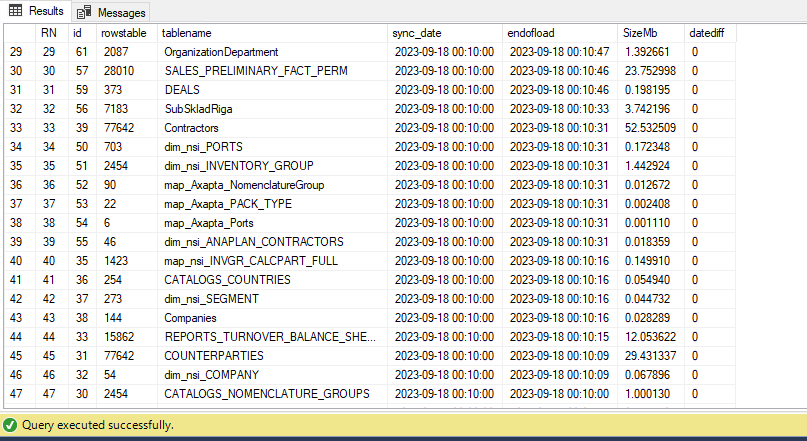 Results Messages
RN id rowstable tablename sync_date endofload SizeMb datediff
29 29 61 2087 OrganizationDepartment 2023-09-18 00:10:00 2023-09-18 00:10:47 1.392661 0
30 30 57 28010 SALES_PRELIMINARY_FACT_PERM 2023-09-18 00:10:00 2023-09-18 00:10:46 23.752998 0
31 31 59 373 DEALS 2023-09-18 00:10:00 2023-09-18 00:10:46 0.198195 0
32 32 56 7183 SubSkladRiga 2023-09-18 00:10:00 2023-09-18 00:10:33 3.742196 0
33 33 39 77642 Contractors 2023-09-18 00:10:00 2023-09-18 00:10:31 52.532509 0
34 34 50 703 dim_nsi_PORTS 2023-09-18 00:10:00 2023-09-18 00:10:31 0.172348 0
35 35 51 2454 dim_nsi_INVENTORY_GROUP 2023-09-18 00:10:00 2023-09-18 00:10:31 1.442924 0
36 36 52 90 map_Axapta_NomenclatureGroup 2023-09-18 00:10:00 2023-09-18 00:10:31 0.012672 0
37 37 53 22 map_Axapta_PACK_TYPE 2023-09-18 00:10:00 2023-09-18 00:10:31 0.002408 0
38 38 54 6 map_Axapta_Ports 2023-09-18 00:10:00 2023-09-18 00:10:31 0.001110 0
39 39 55 46 dim_nsi_ANAPLAN_CONTRACTORS 2023-09-18 00:10:00 2023-09-18 00:10:31 0.018359 0
40 40 35 1423 map_nsi_INVGR_CALCPART_FULL 2023-09-18 00:10:00 2023-09-18 00:10:16 0.149910 0
41 41 36 254 CATALOGS_COUNTRIES 2023-09-18 00:10:00 2023-09-18 00:10:16 0.054940 0
42 42 37 273 dim_nsi_SEGMENT 2023-09-18 00:10:00 2023-09-18 00:10:16 0.044732 0
43 43 38 144 Companies 2023-09-18 00:10:00 2023-09-18 00:10:16 0.028289 0
44 44 33 15862 REPORTS_TURNOVER_BALANCE_SHE... 2023-09-18 00:10:00 2023-09-18 00:10:15 12.053622 0
45 45 31 77642 COUNTERPARTIES 2023-09-18 00:10:00 2023-09-18 00:10:09 29.431337 0
46 46 32 54 dim_nsi_COMPANY 2023-09-18 00:10:00 2023-09-18 00:10:09 0.067896 0
47 47 30 2454 CATALOGS_NOMENCLATURE_GROUPS 2023-09-18 00:10:00 2023-09-18 00:10:00 1.000130 0
Query executed successfully.